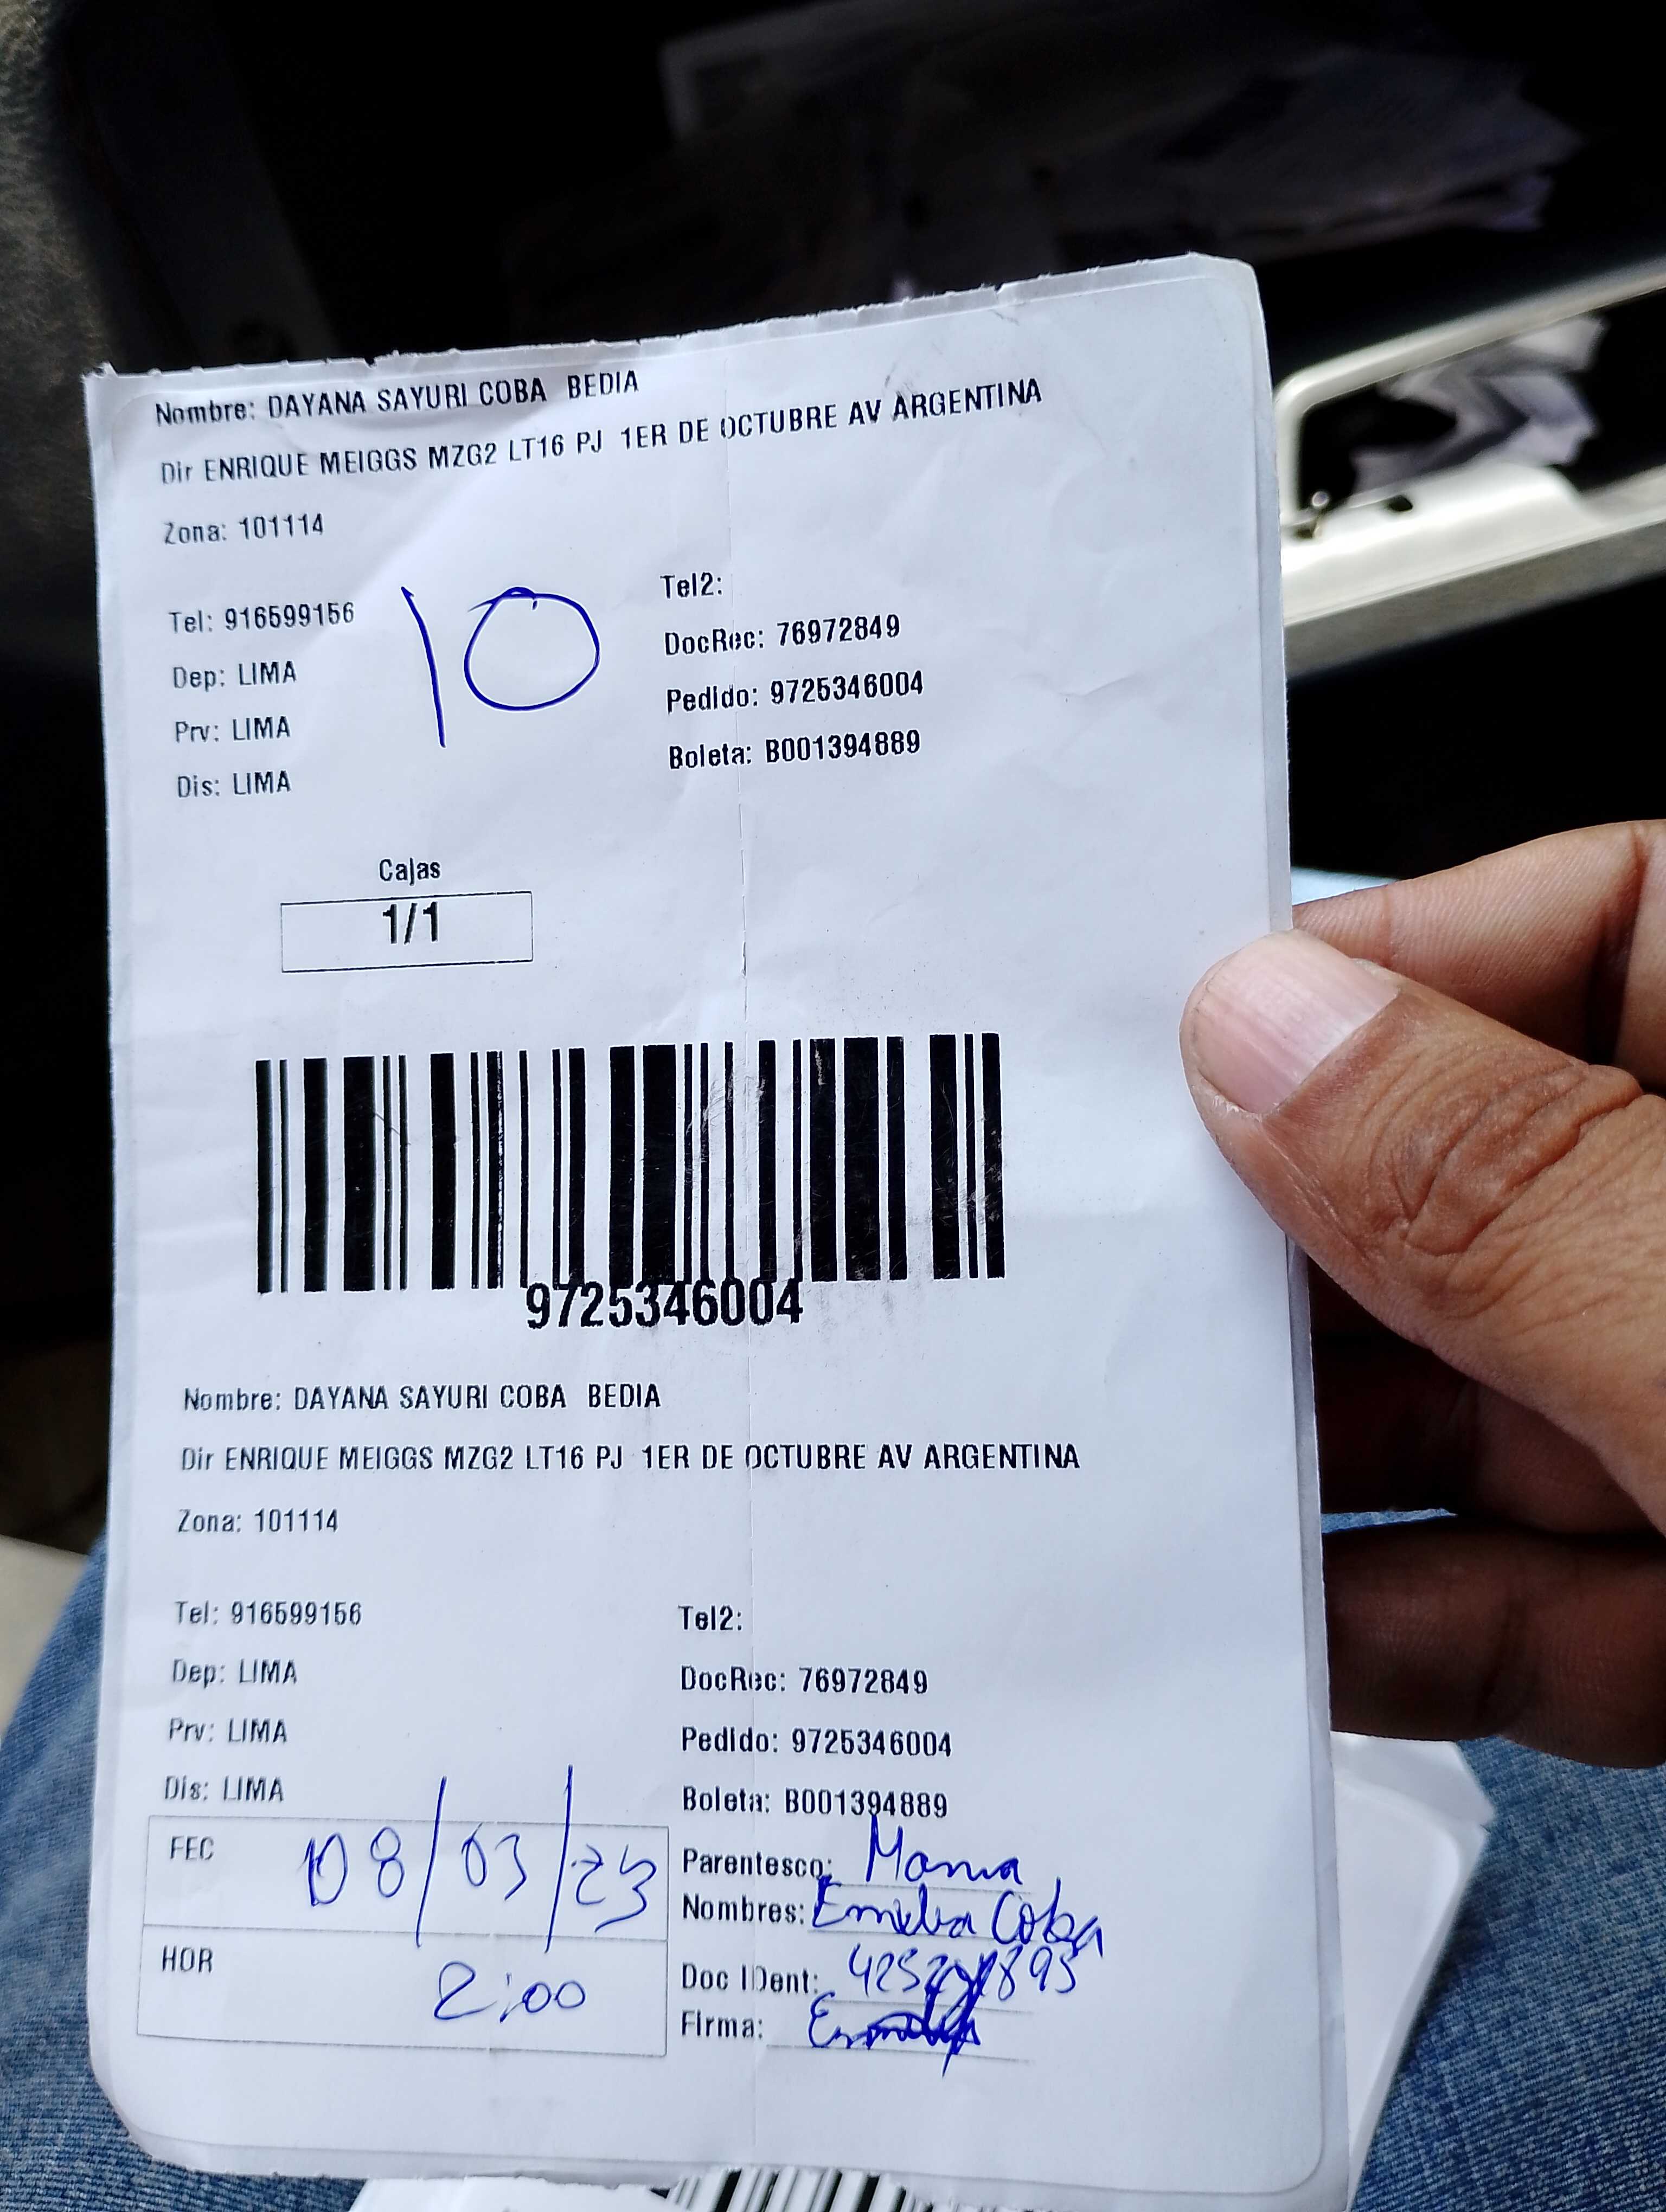 Nombre: DAYANA SAYURI COBA BEDIA
Dir ENRIQUE MEIGGS MZG2 LT16 PJ 1ER DE OCTUBRE AV ARGENTINA
Zona: 101114
10
Tel: 916599156
Dep: LIMA
Prv: LIMA
Dis: LIMA
Tel2:
DocRec: 76972849
Pedido: 9725346004
Boleta: B001394889
Cajas
1/1
9725346004
Nombre: DAYANA SAYURI COBA BEDIA
Dir ENRIQUE MEIGGS MZG2 LT16 PJ 1ER DE OCTUBRE AV ARGENTINA
Zona: 101114
Tel: 916599156
Dep: LIMA
Prv: LIMA
Dis: LIMA
Tel2:
DocRec: 76972849
Pedido: 9725346004
Boleta: B001394889
FEC 08/03/23
HOR 2:00
Parentesco: Mama
Nombres: Emelia Coba
Doc IDent:
Firma: